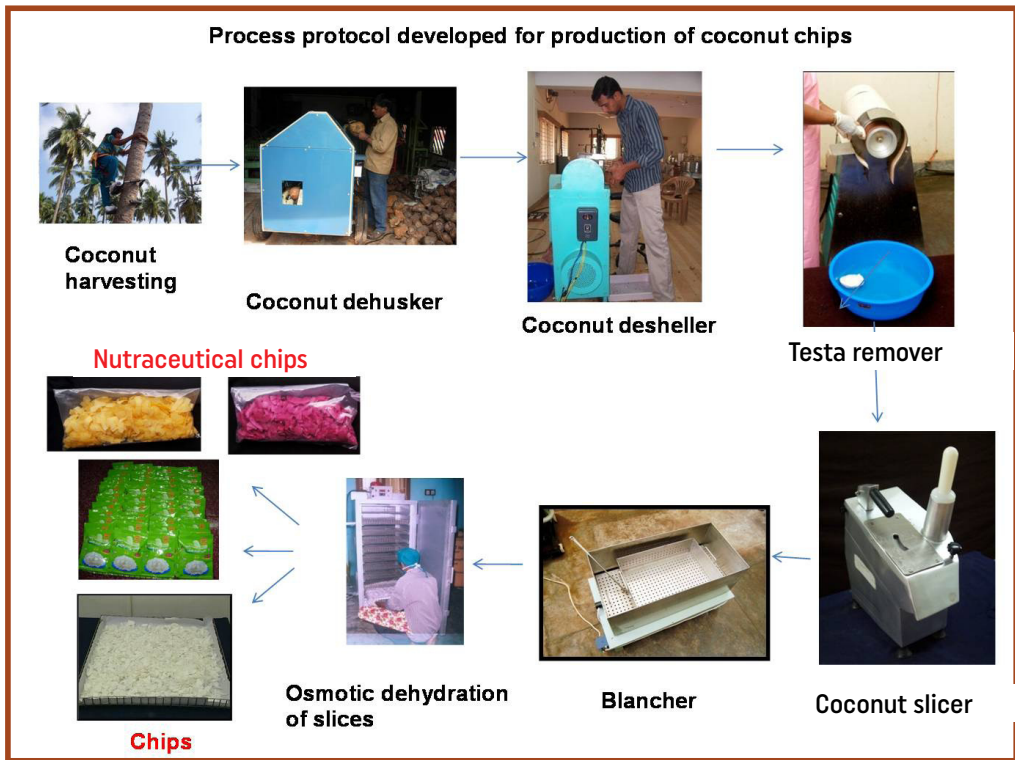 Process protocol developed for production of coconut chips
Coconut
harvesting
Coconut dehusker
Coconut desheller
Testa remover
Nutraceutical chips
Coconut slicer
Blancher
Osmotic dehydration
of slices
Chips